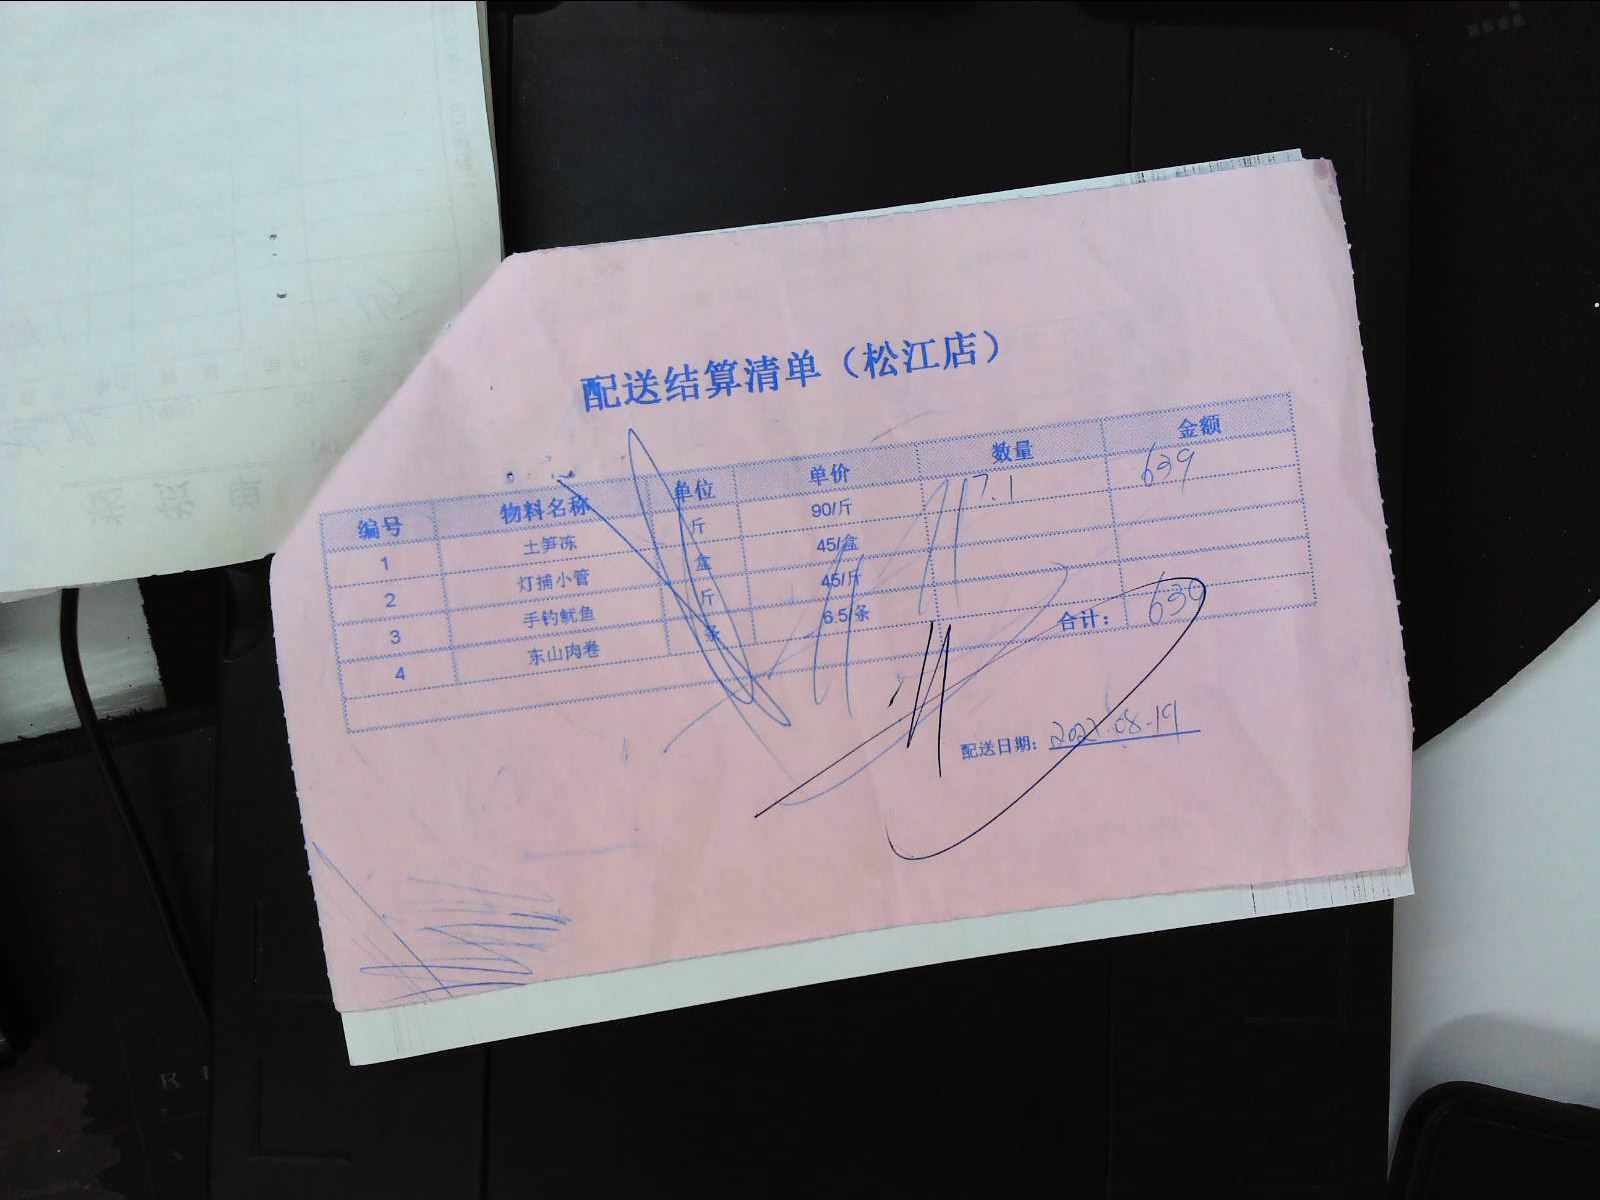 配送结算清单（松江店）
编号 物料名称 单位 单价 数量 金额
1 土笋冻 斤 90/斤 7.1 639
2 灯捕小管 盒 45/盒
3 手钓鱿鱼 斤 45/斤
4 东山肉卷 条 6.5/条
合计： 639
配送日期：
送货单